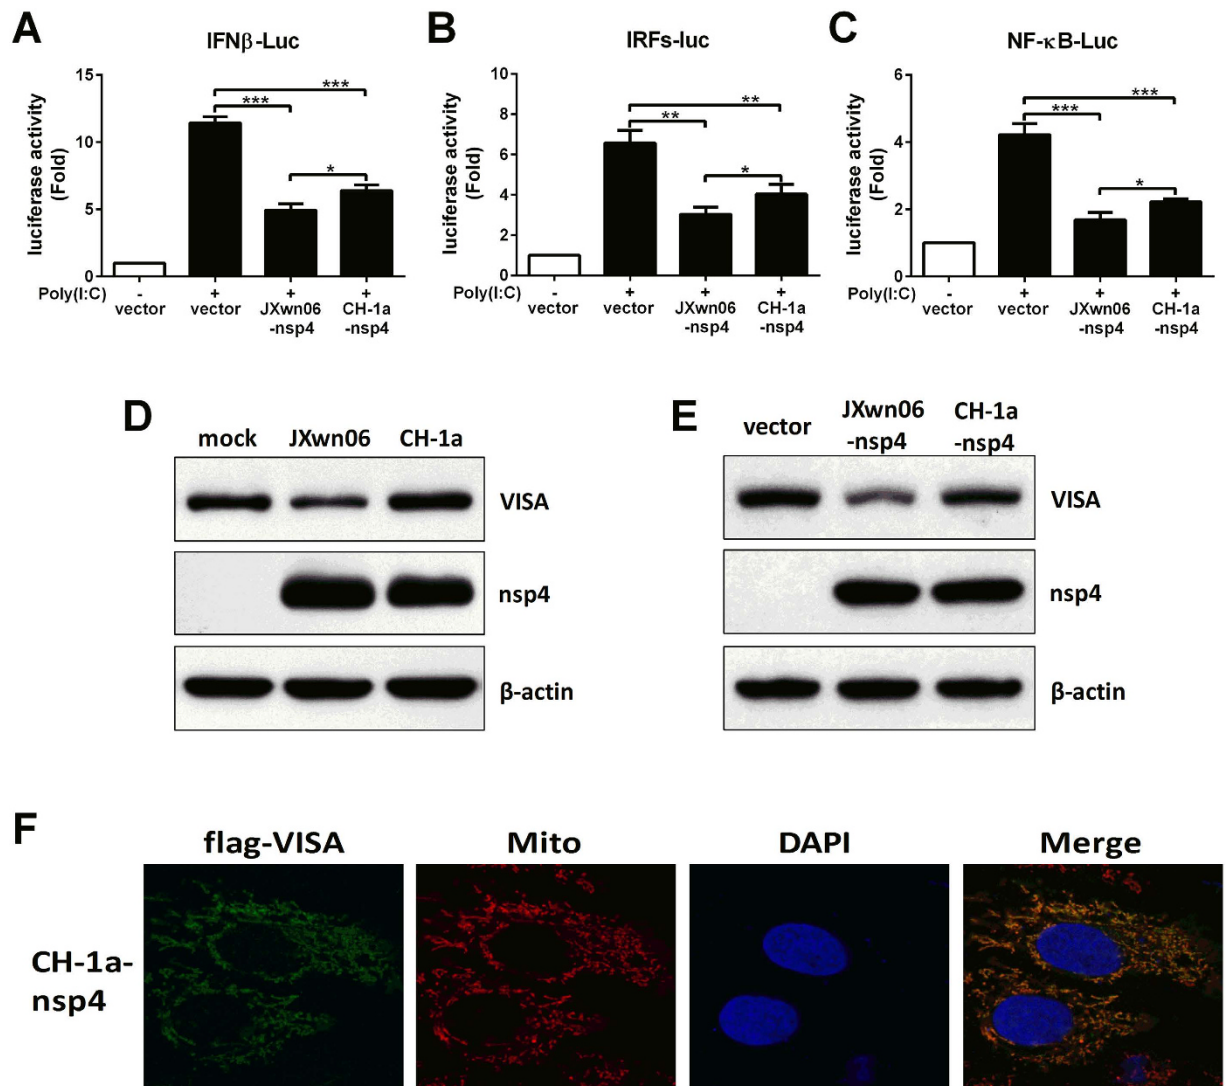 A
IFNβ-Luc
luciferase activity
(Fold)
15
10
5
0
***
***
*
Poly(I:C)
-
+
+
+
vector
vector
JXwn06
-nsp4
CH-1a
-nsp4
B
IRFs-luc
luciferase activity
(Fold)
10
8
6
4
2
0
**
**
*
Poly(I:C)
-
+
+
+
vector
vector
JXwn06
-nsp4
CH-1a
-nsp4
C
NF-κB-Luc
luciferase activity
(Fold)
6
4
2
0
***
***
*
Poly(I:C)
-
+
+
+
vector
vector
JXwn06
-nsp4
CH-1a
-nsp4
D
mock JXwn06 CH-1a
VISA
nsp4
β-actin
E
vector
JXwn06
-nsp4
CH-1a
-nsp4
VISA
nsp4
β-actin
F
flag-VISA Mito DAPI Merge
CH-1a-
nsp4